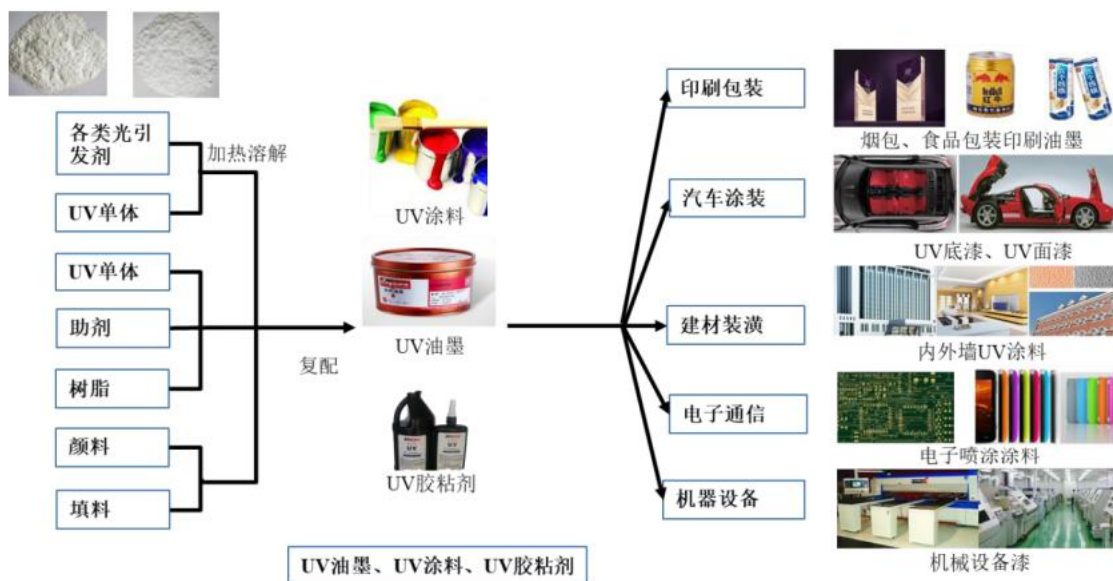 各类光引
发剂
加热溶解
UV单体
UV单体
助剂
树脂
颜料
填料
复配
UV涂料
UV油墨
UV
UV胶粘剂
UV油墨、UV涂料、UV胶粘剂
印刷包装
汽车涂装
建材装潢
电子通信
机器设备
红牛
烟包、食品包装印刷油墨
UV底漆、UV面漆
内外墙UV涂料
电子喷涂涂料
机械设备漆